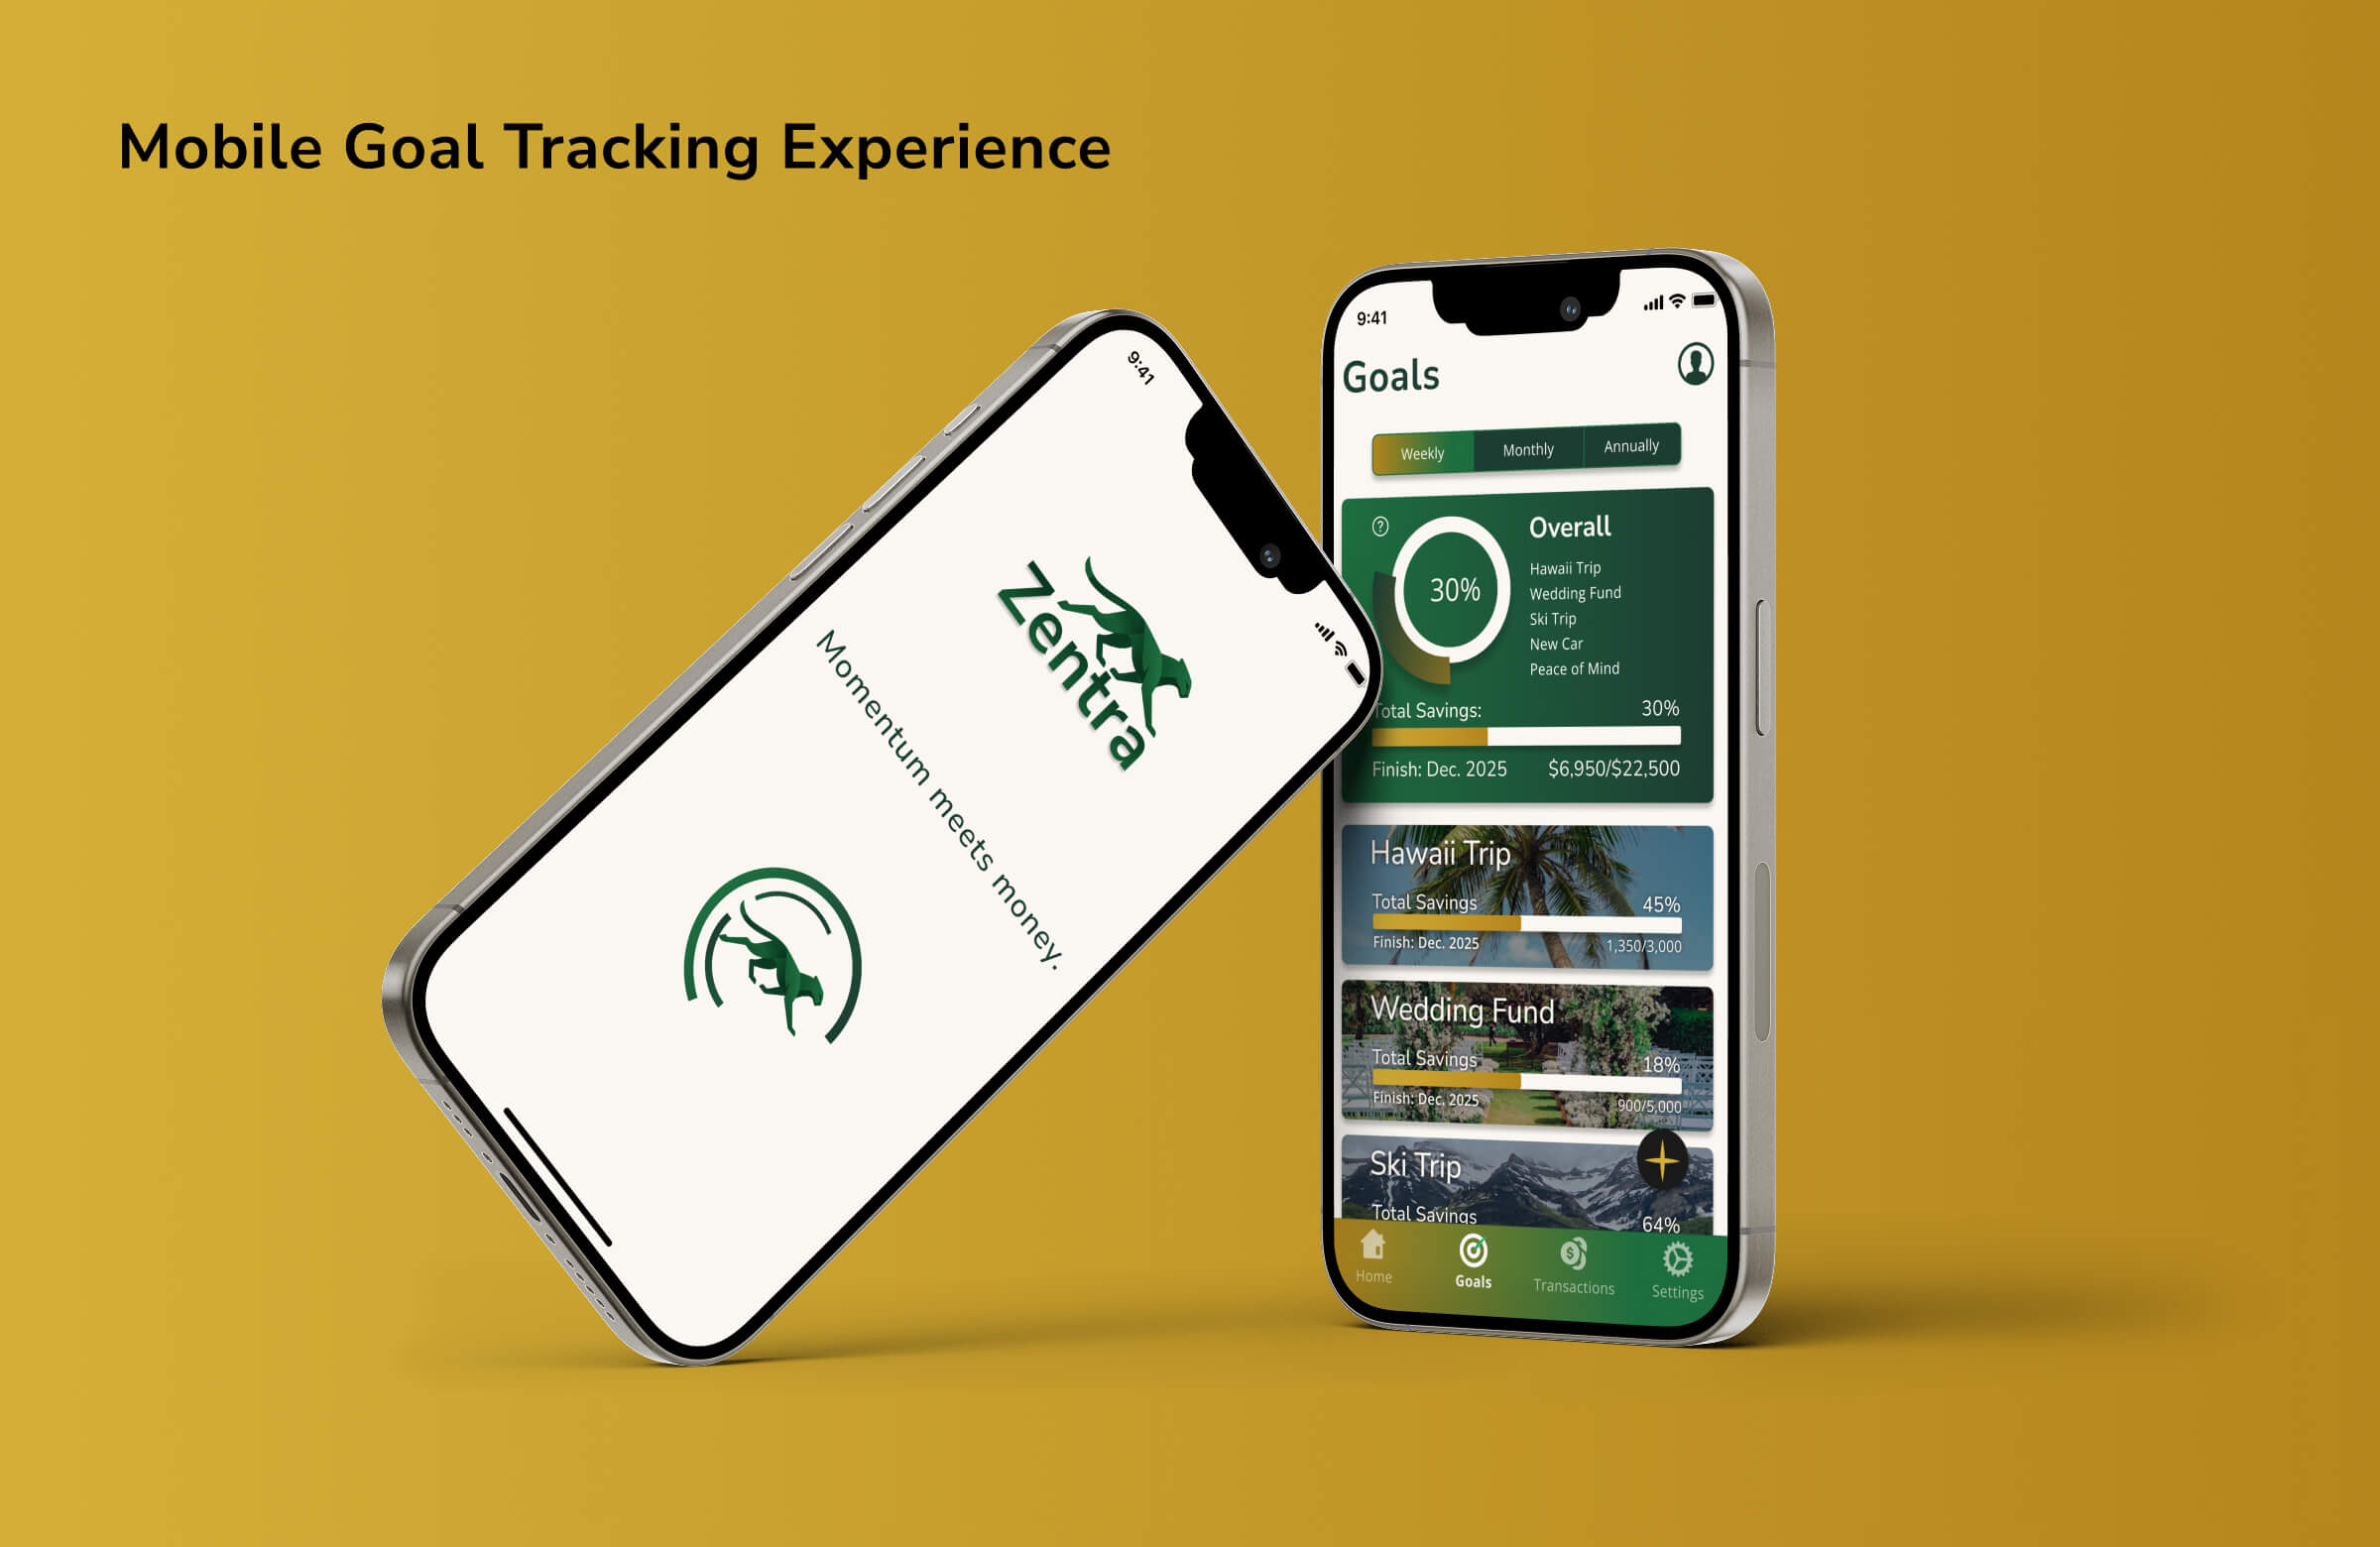 Mobile Goal Tracking Experience
9:41
Zentra
Momentum meets money.
9:41
Goals
Weekly
Monthly
Annually
?
30%
Overall
Hawaii Trip
Wedding Fund
Ski Trip
New Car
Peace of Mind
Total Savings:
30%
Finish: Dec. 2025
$6,950/$22,500
Hawaii Trip
Total Savings
45%
Finish: Dec. 2025
1,350/3,000
Wedding Fund
Total Savings
18%
Finish: Dec. 2025
900/5,000
Ski Trip
Total Savings
64%
$
Home
Goals
Transactions
Settings